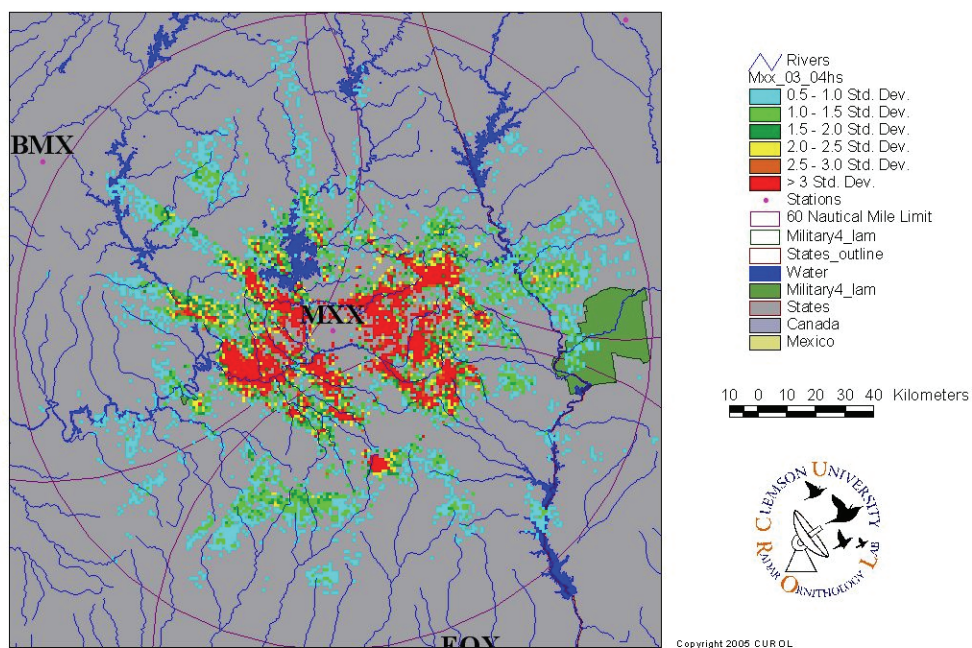 BMX
MXX
EOX
Rivers
Mxx_03_04hs
0.5 - 1.0 Std. Dev.
1.0 - 1.5 Std. Dev.
1.5 - 2.0 Std. Dev.
2.0 - 2.5 Std. Dev.
2.5 - 3.0 Std. Dev.
> 3 Std. Dev.
Stations
60 Nautical Mile Limit
Military4_lam
States_outline
Water
Military4_lam
States
Canada
Mexico
10 0 10 20 30 40 Kilometers
CLEMSON UNIVERSITY
RADAR ORNITHOLOGY LAB
Copyright 2005 CUROL